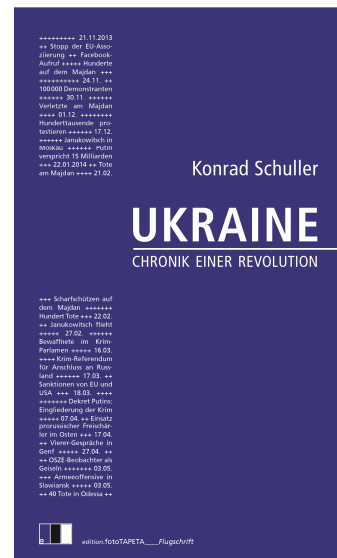 +++++++++ 21.11.2013
++ Stopp der EU-Asso-
ziierung ++ Facebook-
Aufruf +++++ Hunderte
auf dem Majdan +++
++++++++++ 24.11. ++
100000 Demonstranten
++++++ 30.11. ++++++
Verletzte am Majdan
++++ 01.12. ++++++++
Hunderttausende pro-
testieren ++++++ 17.12.
++++++ Janukowitsch in
Moskau ++++++ Putin
verspricht 15 Milliarden
+++ 22.01.2014 ++ Tote
am Majdan ++++ 21.02.
Konrad Schuller
UKRAINE
CHRONIK EINER REVOLUTION
+++ Scharfschützen auf
dem Majdan +++++++
Hundert Tote +++ 22.02.
++ Janukowitsch flieht
+++++ 27.02. ++++++
Bewaffnete im Krim-
Parlamen +++++ 16.03.
++++ Krim-Referendum
für Anschluss an Russ-
land ++++++ 17.03. ++
Sanktionen von EU und
USA +++ 18.03. ++++
+++++++ Dekret Putins:
Eingliederung der Krim
+++++ 07.04. ++ Einsatz
prorussischer Freischär-
ler im Osten +++ 17.04.
++ Vierer-Gespräche in
Genf +++++ 27.04. ++
++ OSZE-Beobachter als
Geiseln +++++++ 03.05.
+++ Armeeoffensive in
Slawiansk +++++ 03.05.
++ 40 Tote in Odessa ++
e
edition.fotoTAPETA____Flugschrift